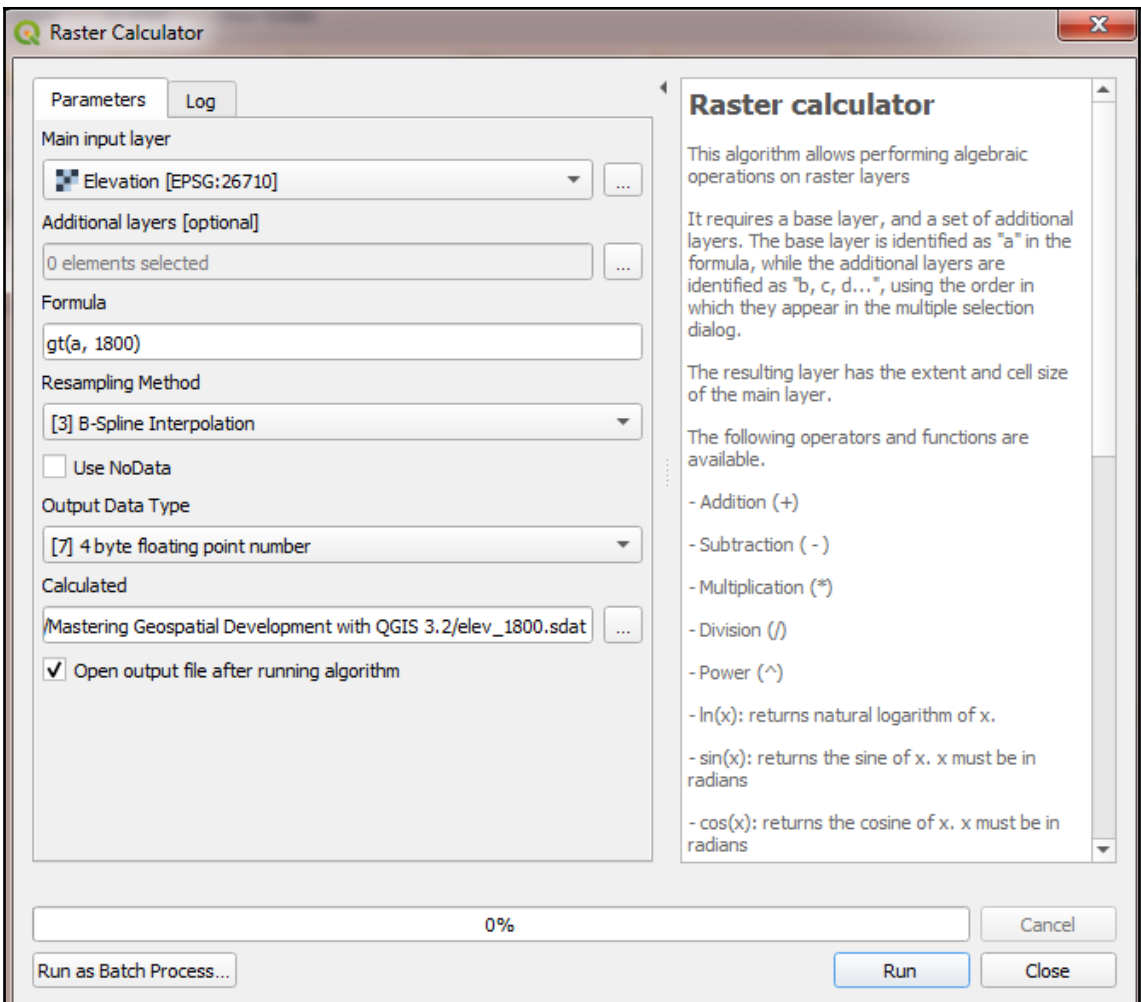 Raster Calculator
Parameters
Log
Main input layer
Elevation [EPSG:26710]
...
Additional layers [optional]
0 elements selected
...
Formula
gt(a, 1800)
Resampling Method
[3] B-Spline Interpolation
Use NoData
Output Data Type
[7] 4 byte floating point number
Calculated
/Mastering Geospatial Development with QGIS 3.2/elev_1800.sdat
...
Open output file after running algorithm
Raster calculator
This algorithm allows performing algebraic
operations on raster layers
It requires a base layer, and a set of additional
layers. The base layer is identified as "a" in the
formula, while the additional layers are
identified as "b, c, d...", using the order in
which they appear in the multiple selection
dialog.
The resulting layer has the extent and cell size
of the main layer.
The following operators and functions are
available.
- Addition (+)
- Subtraction ( - )
- Multiplication (*)
- Division (/)
- Power (^)
- ln(x): returns natural logarithm of x.
- sin(x): returns the sine of x. x must be in
radians
- cos(x): returns the cosine of x. x must be in
radians
0%
Cancel
Run as Batch Process...
Run
Close